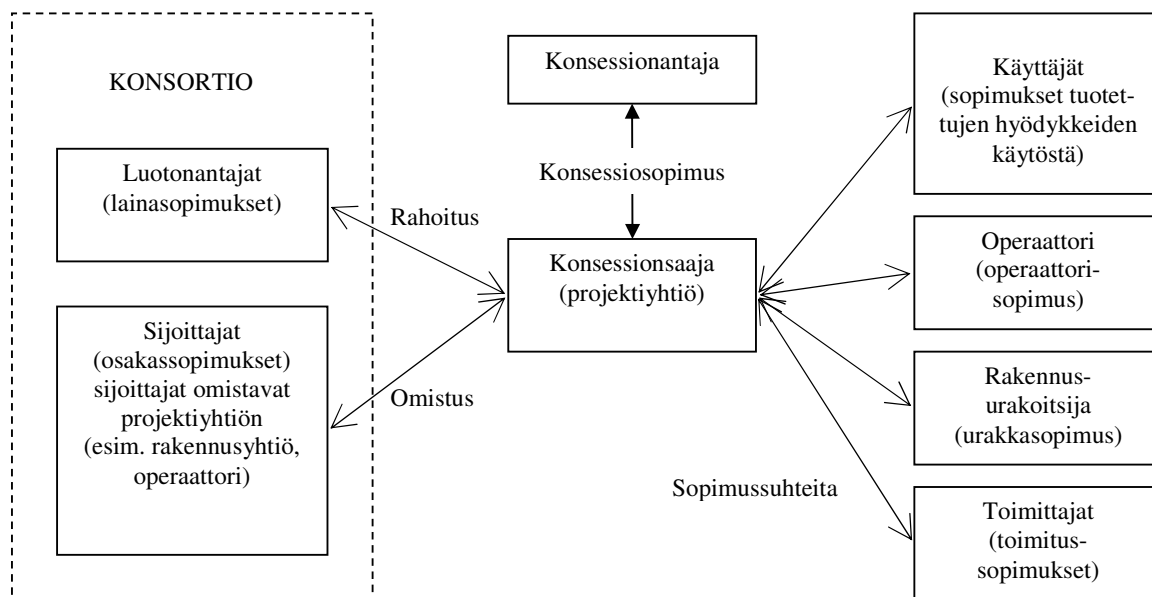 KONSORTIO
Luotonantajat
(lainasopimukset)
Sijoittajat
(osakassopimukset)
sijoittajat omistavat
projektiyhtiön
(esim. rakennusyhtiö,
operaattori)
Rahoitus
Omistus
Konsessionantaja
Konsessiosopimus
Konsessionsaaja
(projektiyhtiö)
Sopimussuhteita
Käyttäjät
(sopimukset tuotet-
tujen hyödykkeiden
käytöstä)
Operaattori
(operaattori-
sopimus)
Rakennus-
urakoitsija
(urakkasopimus)
Toimittajat
(toimitus-
sopimukset)